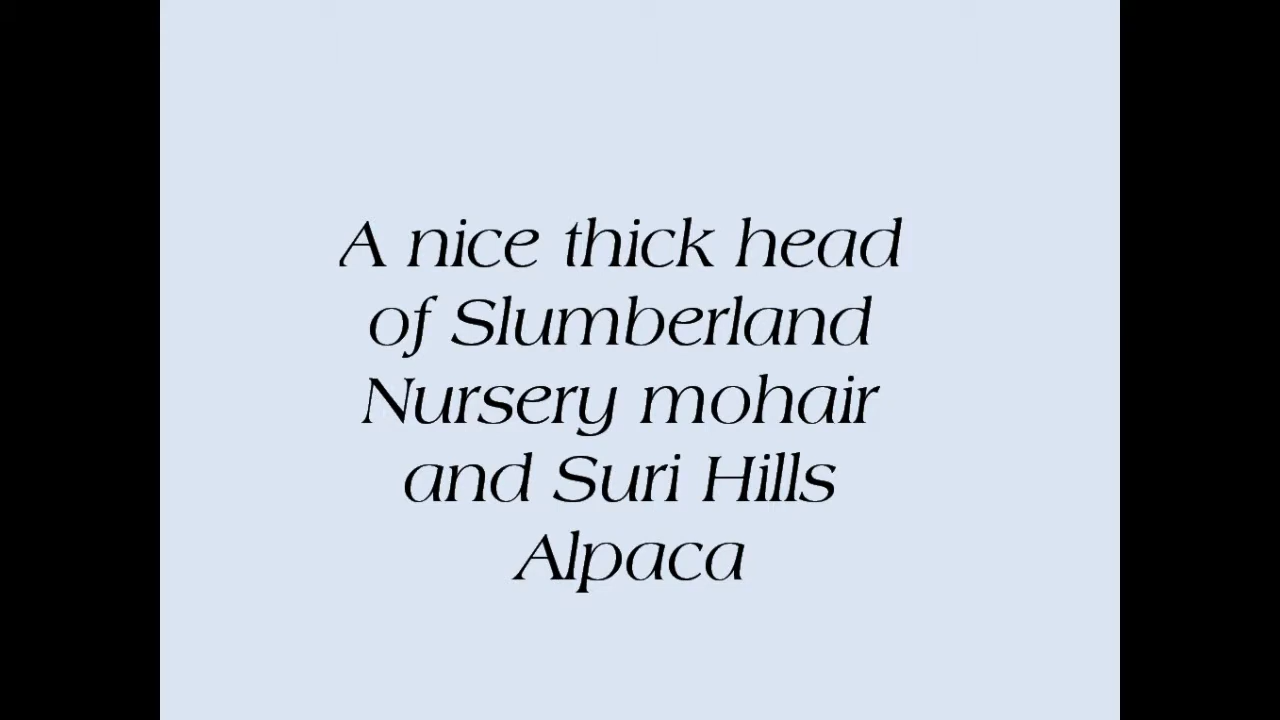 A nice thick head
of Slumberland
Nursery mohair
and Suri Hills
Alpaca